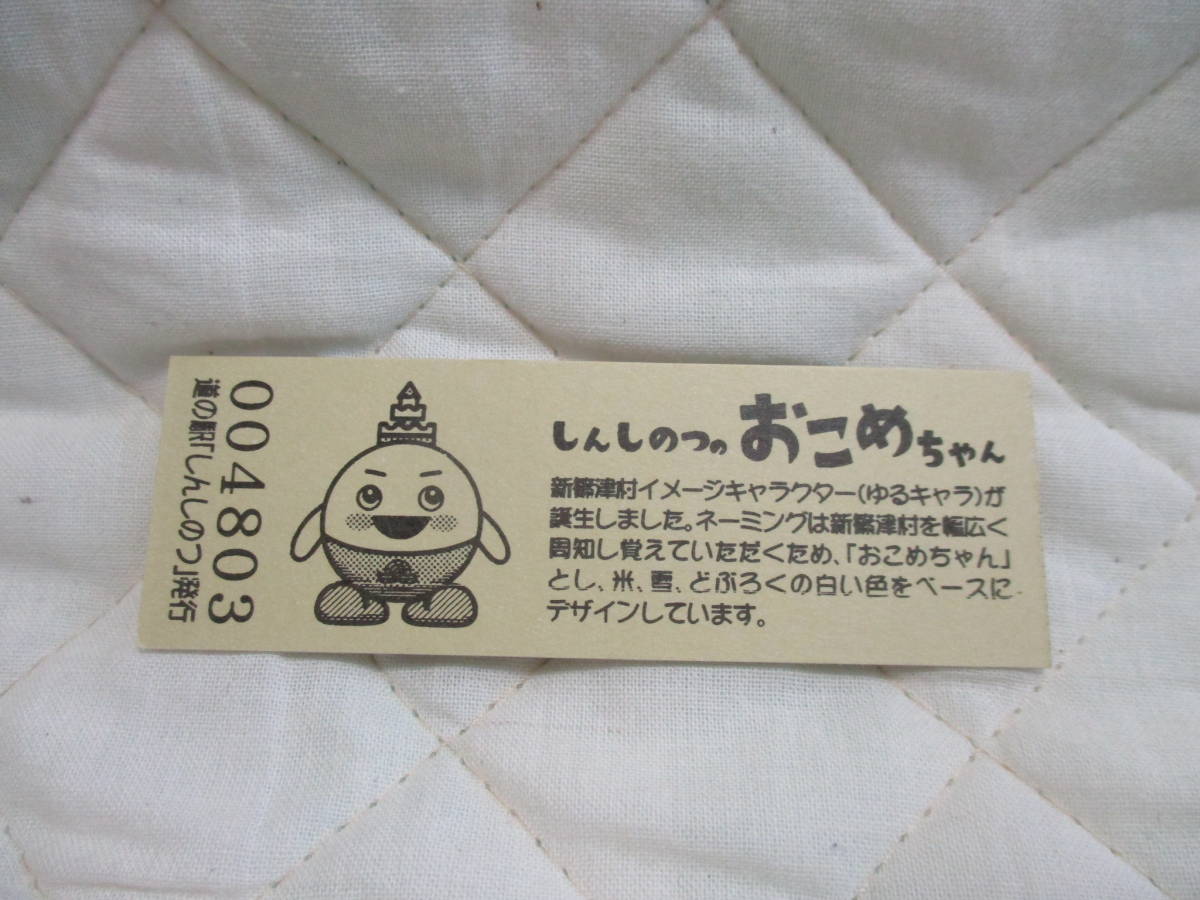 しんしのつの おこめちゃん
新篠津村イメージキャラクター(ゆるキャラ)が
誕生しました。ネーミングは新篠津村を幅広く
周知し覚えていただくため、「おこめちゃん」
とし、米、雪、どぶろくの白い色をベースに
デザインしています。
004803
道の駅「しんしのつ」発行